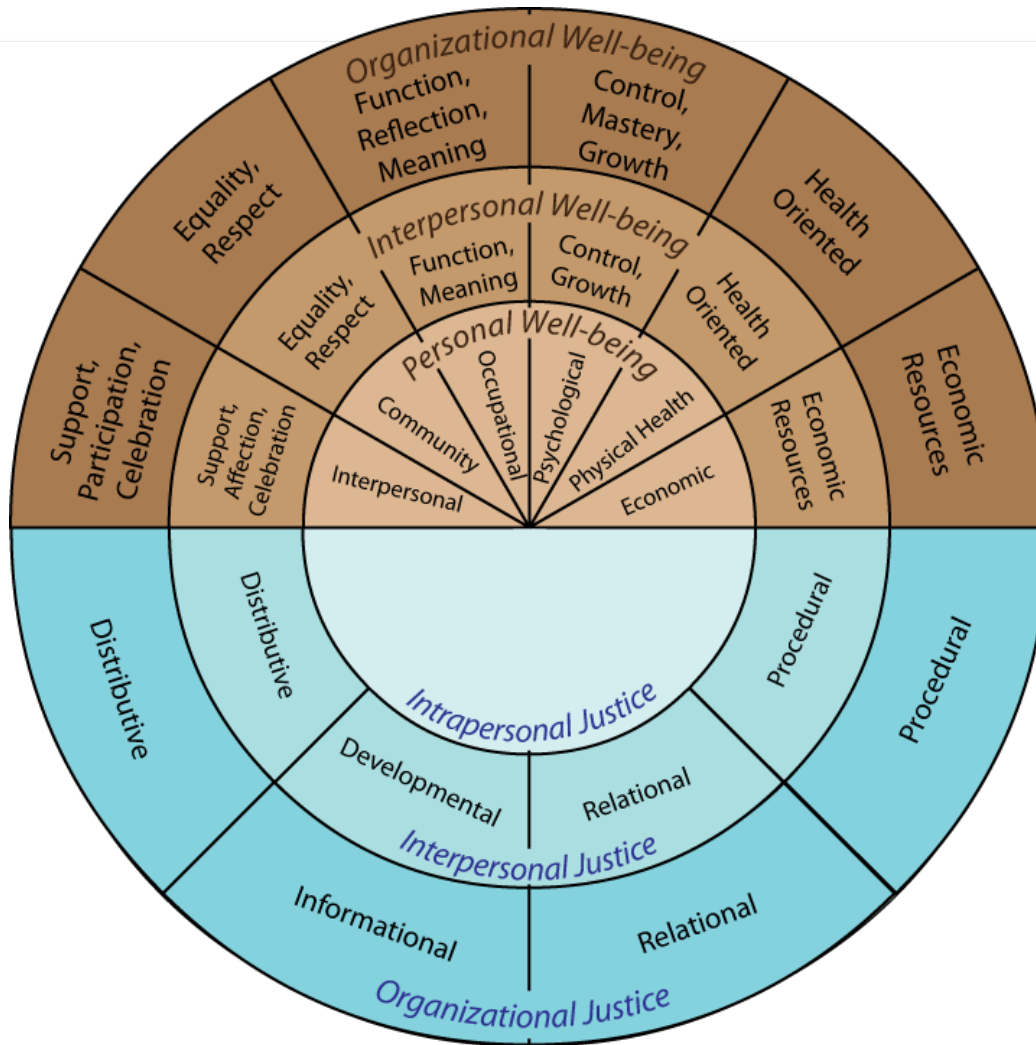 Organizational Well-being
Function,
Reflection,
Meaning
Control,
Mastery,
Growth
Equality,
Respect
Health
Oriented
Support,
Participation,
Celebration
Economic
Resources
Interpersonal Well-being
Function,
Meaning
Control,
Growth
Equality,
Respect
Health
Oriented
Support,
Affection,
Celebration
Economic
Resources
Personal Well-being
Interpersonal
Community
Occupational
Psychological
Physical Health
Economic
Intrapersonal Justice
Distributive
Developmental
Relational
Procedural
Interpersonal Justice
Distributive
Informational
Relational
Procedural
Organizational Justice